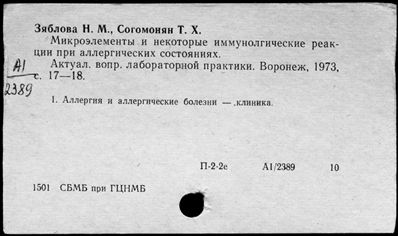 Зяблова Н. М., Согомонян Т. Х.
Микроэлементы и некоторые иммунолгические реак-
ции при аллергических состояниях.
Актуал. вопр. лабораторной практики. Воронеж, 1973,
с. 17—18.
А1
2389
1. Аллергия и аллергические болезни — клиника.
П-2-2е А1/2389 10
1501 СБМБ при ГЦНМБ